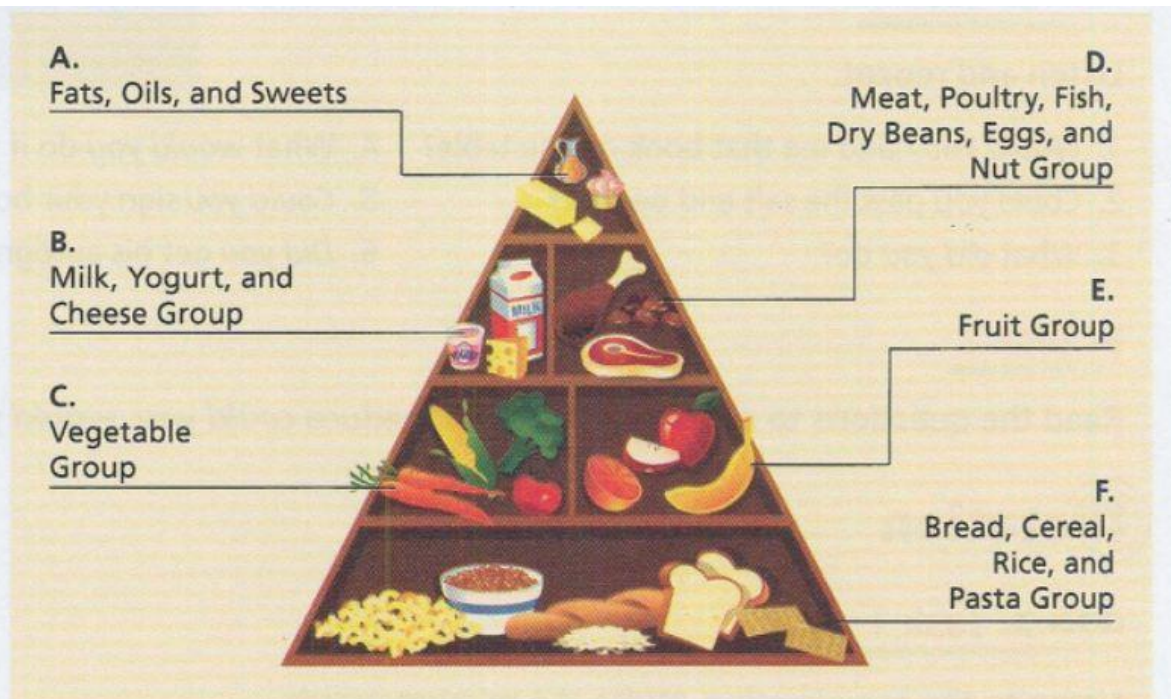 A.
Fats, Oils, and Sweets
B.
Milk, Yogurt, and
Cheese Group
C.
Vegetable
Group
D.
Meat, Poultry, Fish,
Dry Beans, Eggs, and
Nut Group
E.
Fruit Group
F.
Bread, Cereal,
Rice, and
Pasta Group
MILK